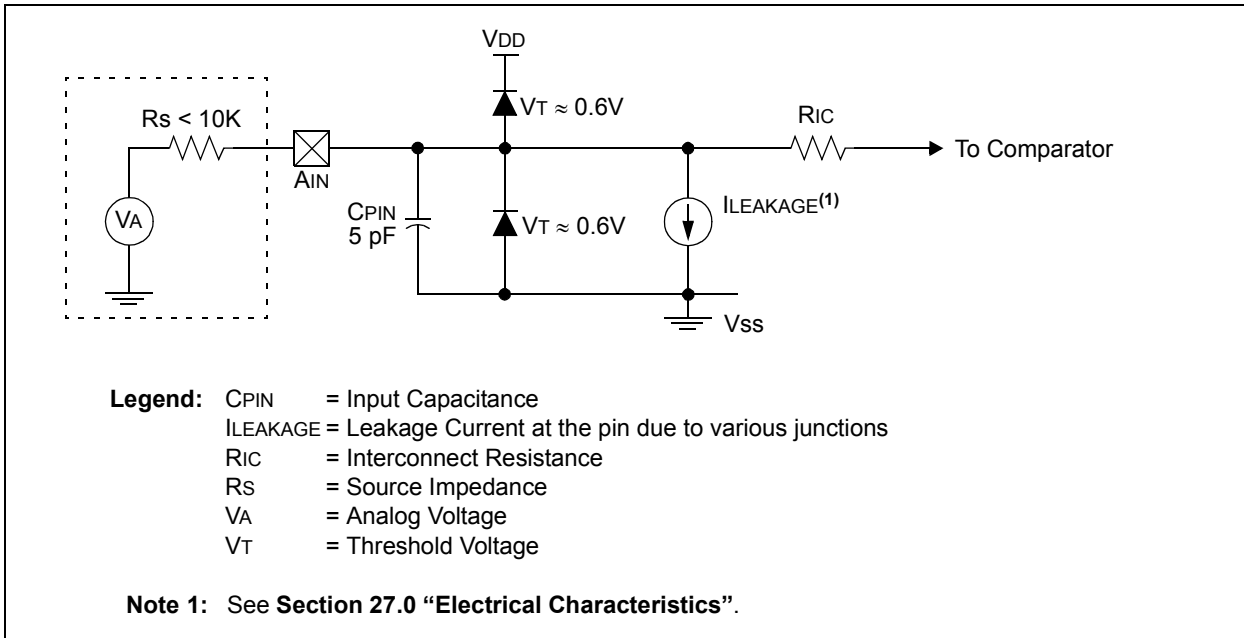 VDD
Rs < 10K
VT ≈ 0.6V
RIC
To Comparator
AIN
VA
CPIN
5 pF
VT ≈ 0.6V
ILEAKAGE(1)
Vss
Legend: CPIN = Input Capacitance
ILEAKAGE = Leakage Current at the pin due to various junctions
RIC = Interconnect Resistance
RS = Source Impedance
VA = Analog Voltage
VT = Threshold Voltage
Note 1: See Section 27.0 “Electrical Characteristics”.